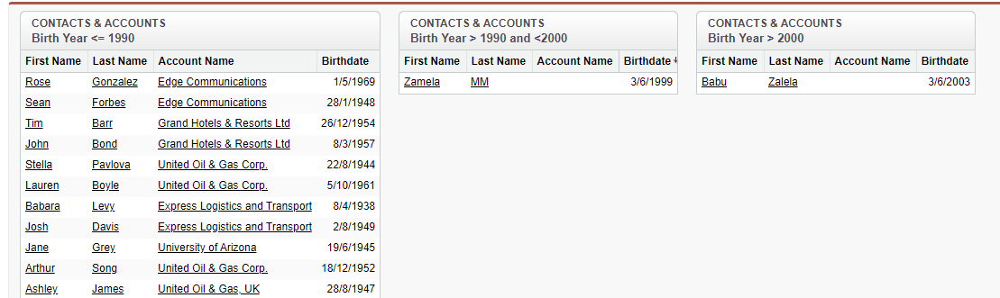 CONTACTS & ACCOUNTS
Birth Year <= 1990
First Name Last Name Account Name Birthdate
Rose Gonzalez Edge Communications 1/5/1969
Sean Forbes Edge Communications 28/1/1948
Tim Barr Grand Hotels & Resorts Ltd 26/12/1954
John Bond Grand Hotels & Resorts Ltd 8/3/1957
Stella Pavlova United Oil & Gas Corp. 22/8/1944
Lauren Boyle United Oil & Gas Corp. 5/10/1961
Babara Levy Express Logistics and Transport 8/4/1938
Josh Davis Express Logistics and Transport 2/8/1949
Jane Grey University of Arizona 19/6/1945
Arthur Song United Oil & Gas Corp. 18/12/1952
Ashley James United Oil & Gas, UK 28/8/1947
CONTACTS & ACCOUNTS
Birth Year > 1990 and <2000
First Name Last Name Account Name Birthdate
Zamela MM 3/6/1999
CONTACTS & ACCOUNTS
Birth Year > 2000
First Name Last Name Account Name Birthdate
Babu Zalela 3/6/2003